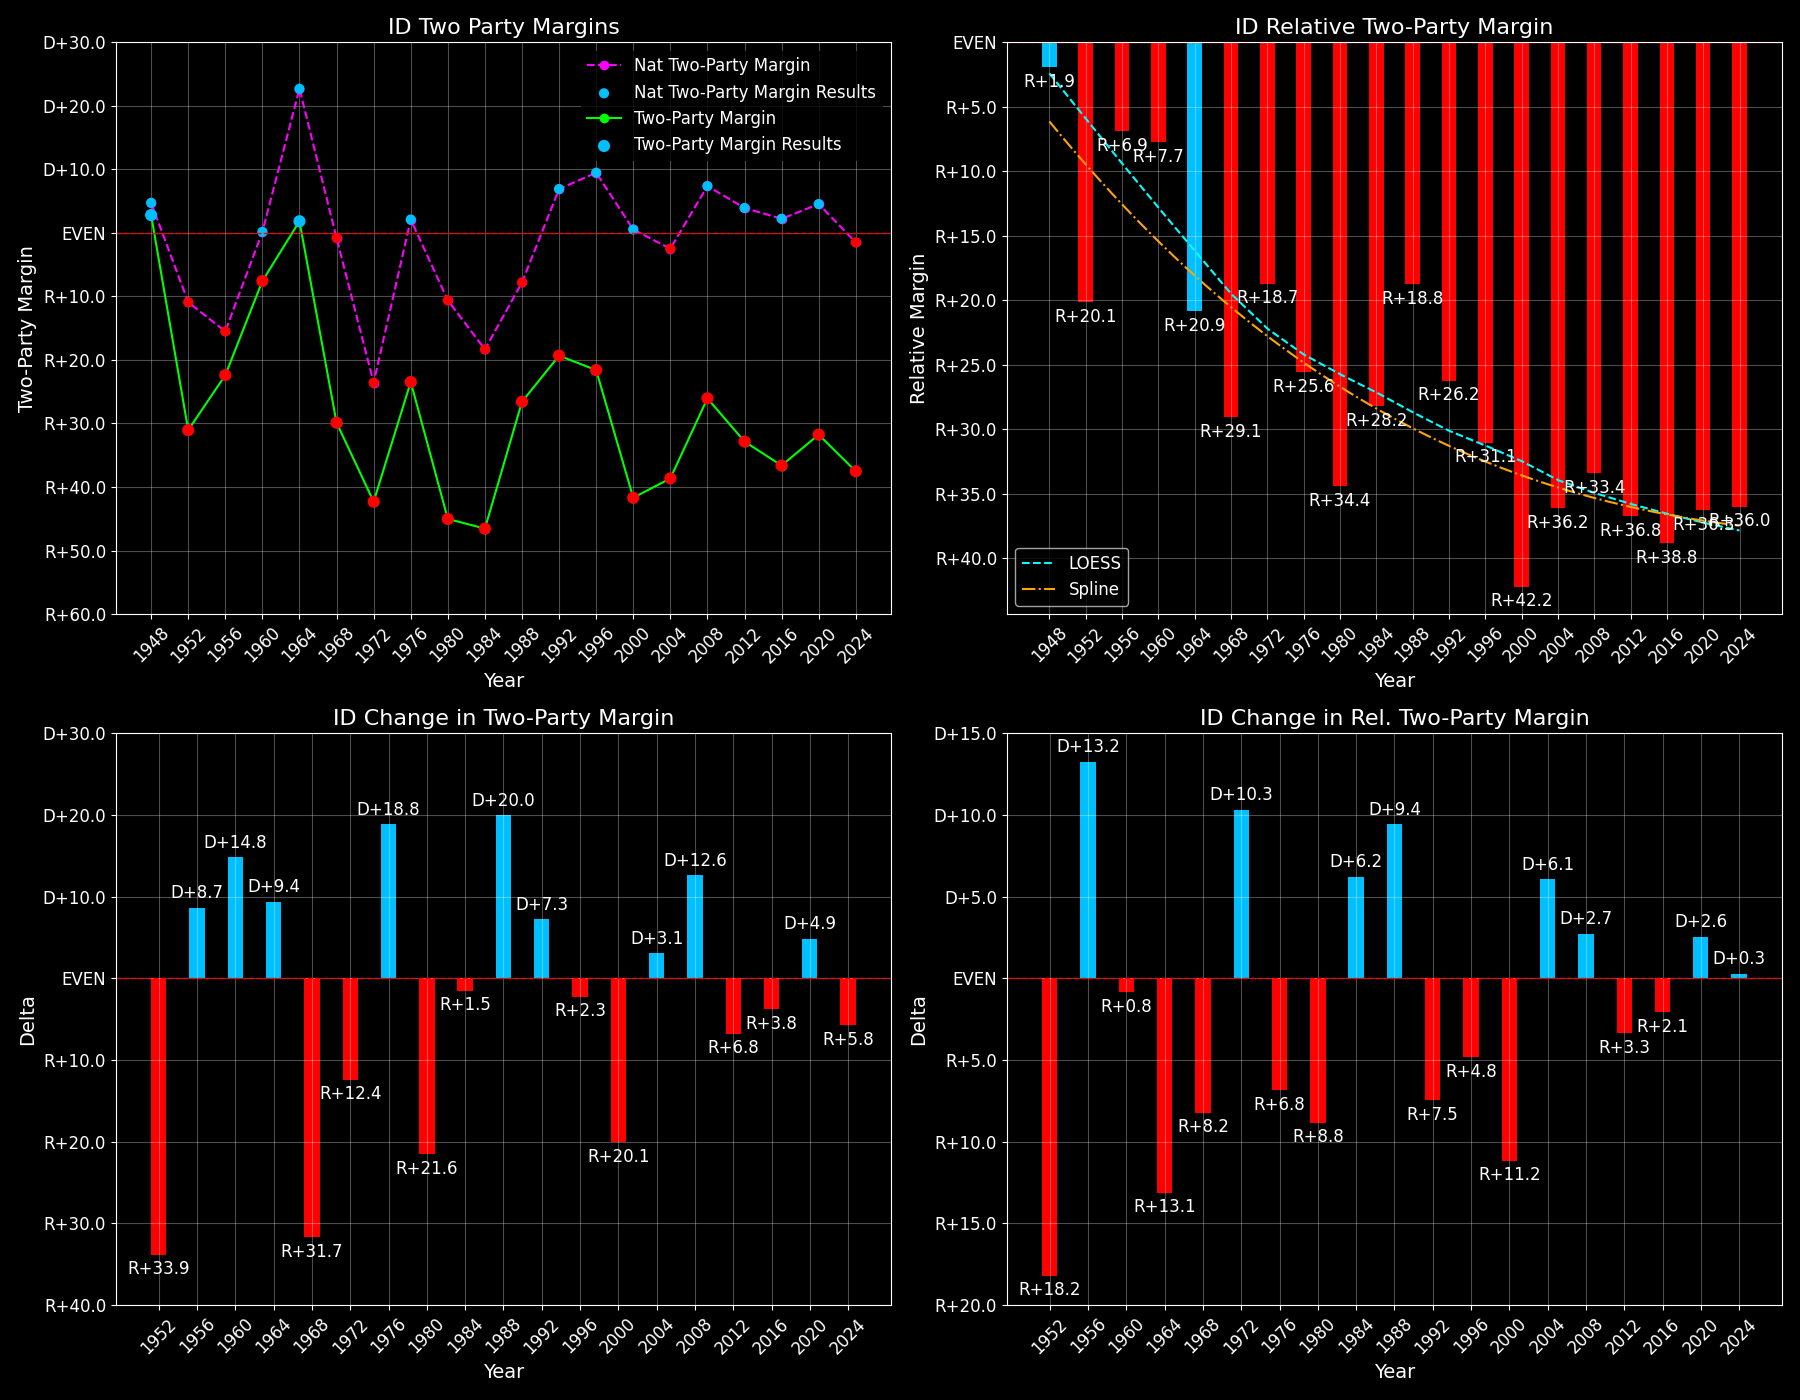 ID Two Party Margins
D+30.0
D+20.0
D+10.0
EVEN
R+10.0
R+20.0
R+30.0
R+40.0
R+50.0
R+60.0
Two-Party Margin
Nat Two-Party Margin
Nat Two-Party Margin Results
Two-Party Margin
Two-Party Margin Results
1948 1952 1956 1960 1964 1968 1972 1976 1980 1984 1988 1992 1996 2000 2004 2008 2012 2016 2020 2024
Year
ID Relative Two-Party Margin
EVEN
R+5.0
R+10.0
R+15.0
R+20.0
R+25.0
R+30.0
R+35.0
R+40.0
Relative Margin
R+1.9
R+20.1
R+6.9
R+7.7
R+20.9
R+29.1
R+18.7
R+25.6
R+34.4
R+28.2
R+18.8
R+26.2
R+31.1
R+42.2
R+36.2
R+33.4
R+36.8
R+38.8
R+36.0
LOESS
Spline
1948 1952 1956 1960 1964 1968 1972 1976 1980 1984 1988 1992 1996 2000 2004 2008 2012 2016 2020 2024
Year
ID Change in Two-Party Margin
D+30.0
D+20.0
D+10.0
EVEN
R+10.0
R+20.0
R+30.0
R+40.0
Delta
R+33.9
D+8.7
D+14.8
D+9.4
R+31.7
R+12.4
D+18.8
R+21.6
R+1.5
D+20.0
D+7.3
R+2.3
R+20.1
D+3.1
D+12.6
R+6.8
R+3.8
D+4.9
R+5.8
1952 1956 1960 1964 1968 1972 1976 1980 1984 1988 1992 1996 2000 2004 2008 2012 2016 2020 2024
Year
ID Change in Rel. Two-Party Margin
D+15.0
D+10.0
D+5.0
EVEN
R+5.0
R+10.0
R+15.0
R+20.0
Delta
R+18.2
D+13.2
R+0.8
R+13.1
R+8.2
D+10.3
R+6.8
R+8.8
D+6.2
D+9.4
R+7.5
R+4.8
R+11.2
D+6.1
D+2.7
R+3.3
R+2.1
D+2.6
D+0.3
1952 1956 1960 1964 1968 1972 1976 1980 1984 1988 1992 1996 2000 2004 2008 2012 2016 2020 2024
Year